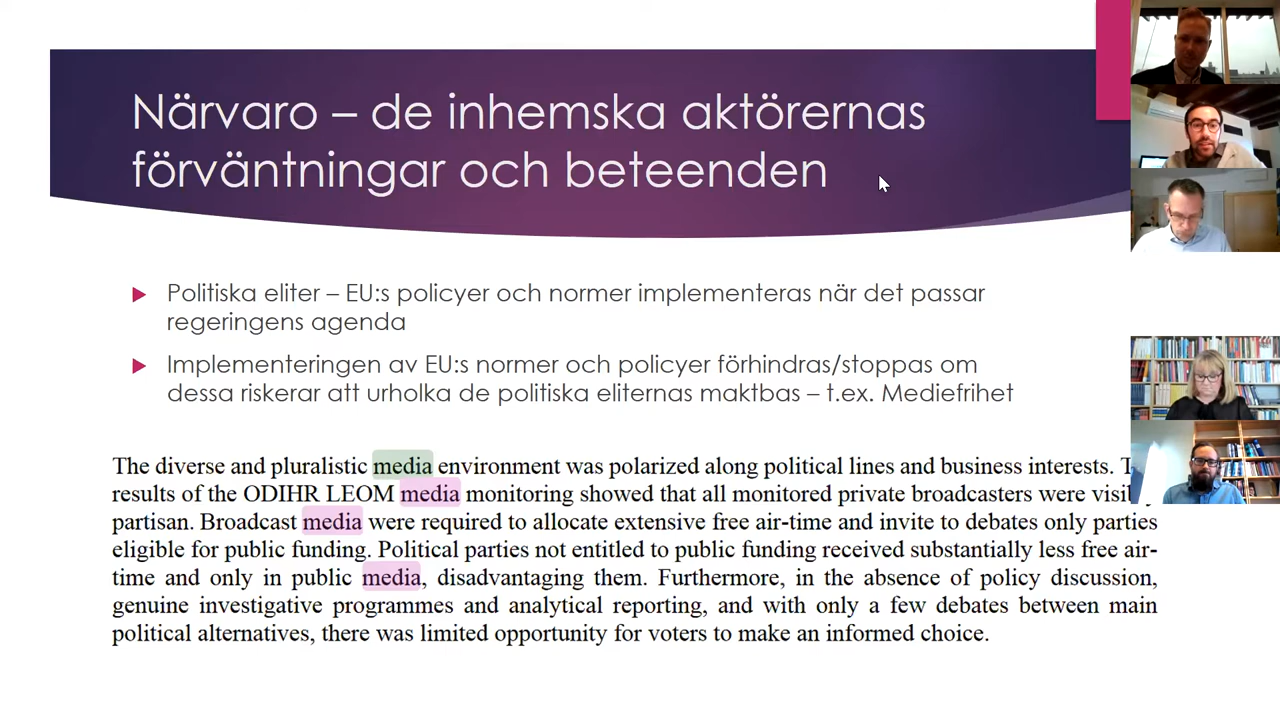 Närvaro – de inhemska aktörernas
förväntningar och beteenden
Politiska eliter – EU:s policyer och normer implementeras när det passar
regeringens agenda
Implementeringen av EU:s normer och policyer förhindras/stoppas om
dessa riskerar att urholka de politiska eliternas maktbas – t.ex. Mediefrihet
The diverse and pluralistic media environment was polarized along political lines and business interests.
results of the ODIHR LEOM media monitoring showed that all monitored private broadcasters were
partisan. Broadcast media were required to allocate extensive free air-time and invite to debates only parties
eligible for public funding. Political parties not entitled to public funding received substantially less free air-
time and only in public media, disadvantaging them. Furthermore, in the absence of policy discussion,
genuine investigative programmes and analytical reporting, and with only a few debates between main
political alternatives, there was limited opportunity for voters to make an informed choice.